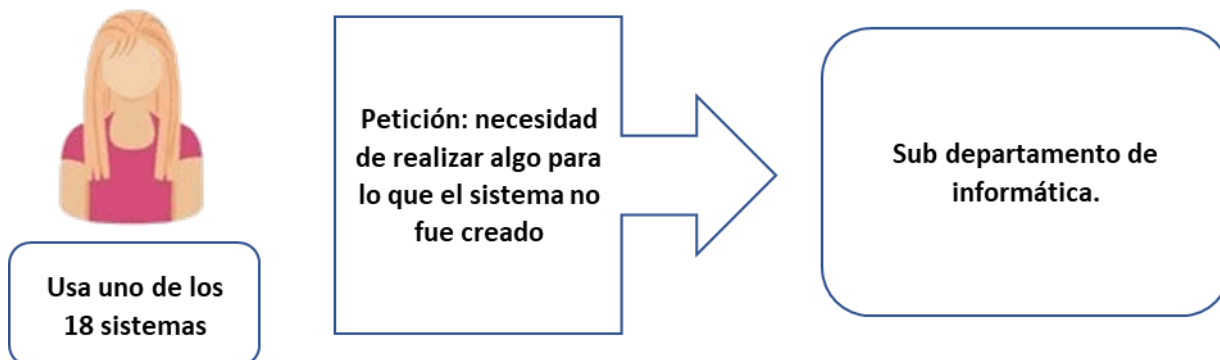 Usa uno de los
18 sistemas
Petición: necesidad
de realizar algo para
lo que el sistema no
fue creado
Sub departamento de
informática.